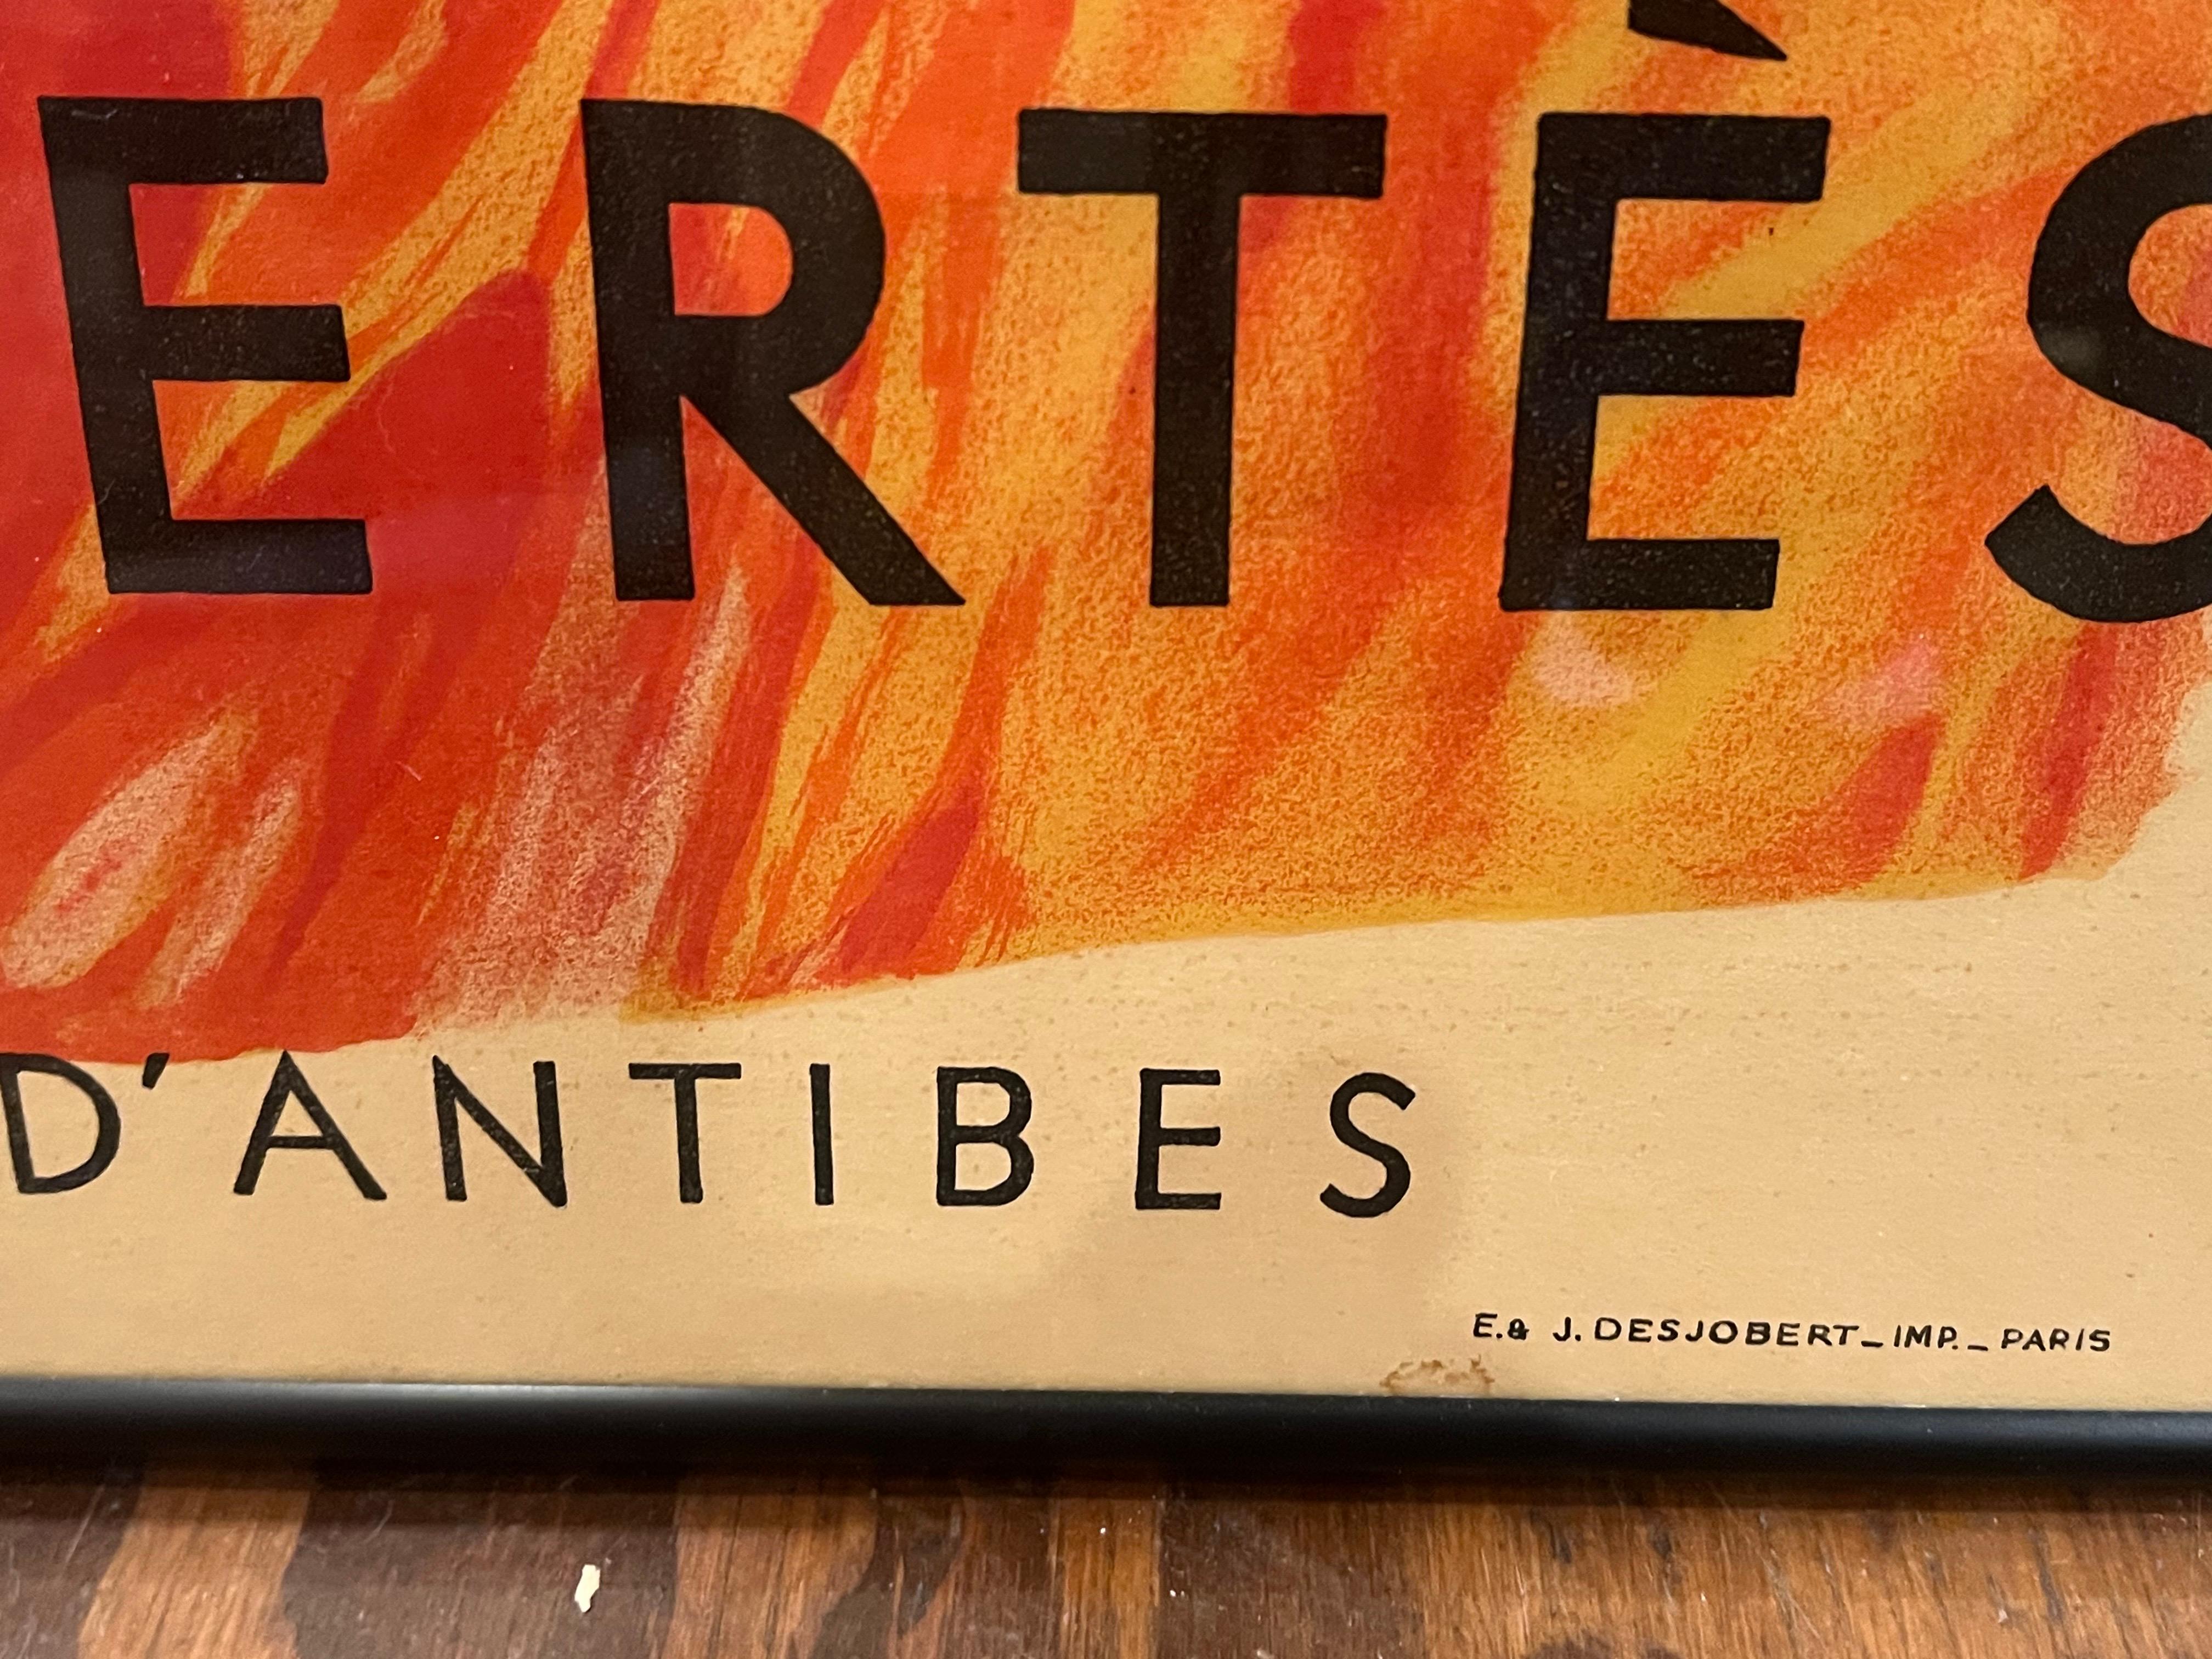 ERTÈS
D'ANTIBES
E. & J. DESJOBERT_IMP._PARIS